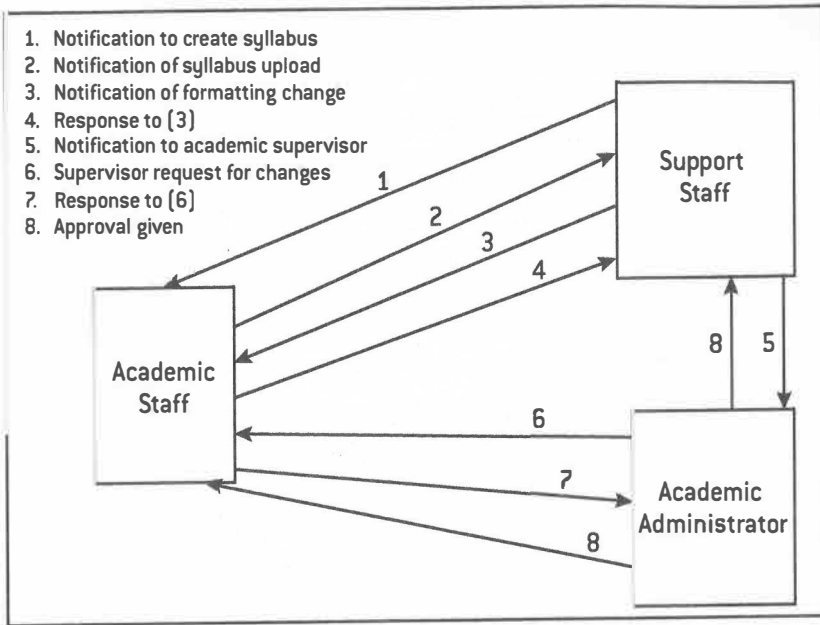 1. Notification to create syllabus
2. Notification of syllabus upload
3. Notification of formatting change
4. Response to (3)
5. Notification to academic supervisor
6. Supervisor request for changes
7. Response to (6)
8. Approval given
Support
Staff
1
2
3
4
Academic
Staff
8
5
6
7
8
Academic
Administrator